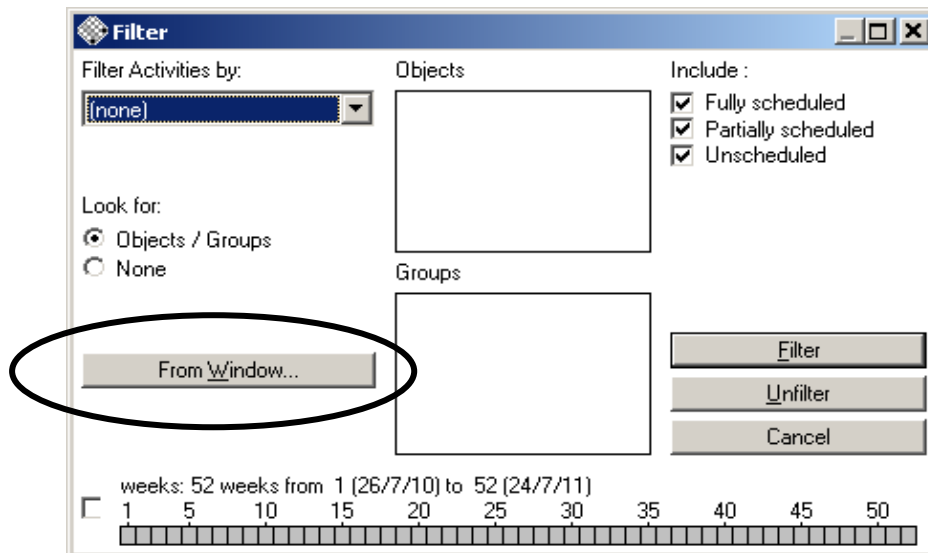 Filter
Filter Activities by:
(none)
Look for:
Objects / Groups
None
From Window...
Objects
Groups
Include :
Fully scheduled
Partially scheduled
Unscheduled
Filter
Unfilter
Cancel
weeks: 52 weeks from 1 (26/7/10) to 52 (24/7/11)
1 5 10 15 20 25 30 35 40 45 50